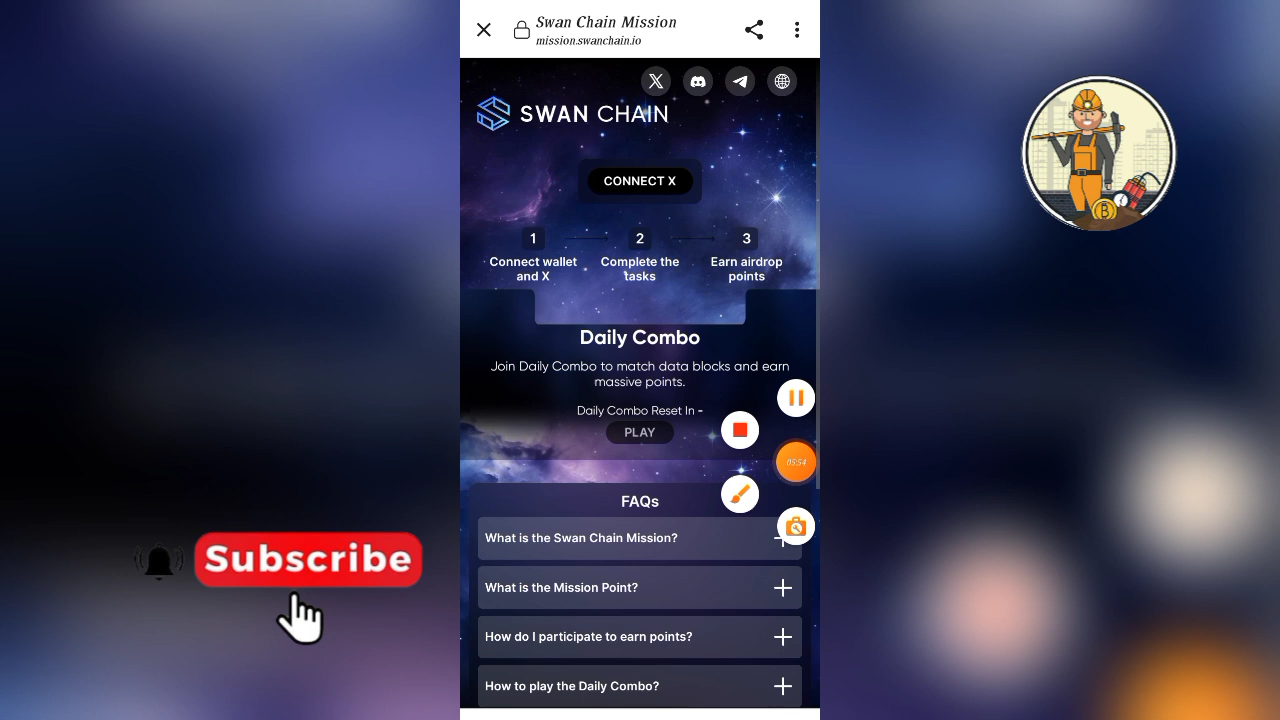 Swan Chain Mission
mission.swanchain.io
SWAN CHAIN
CONNECT X
1 2 3
Connect wallet and X
Complete the tasks
Earn airdrop points
Daily Combo
Join Daily Combo to match data blocks and earn
massive points.
Daily Combo Reset In -
PLAY
05:54
FAQs
What is the Swan Chain Mission?
What is the Mission Point?
How do I participate to earn points?
How to play the Daily Combo?
Subscribe